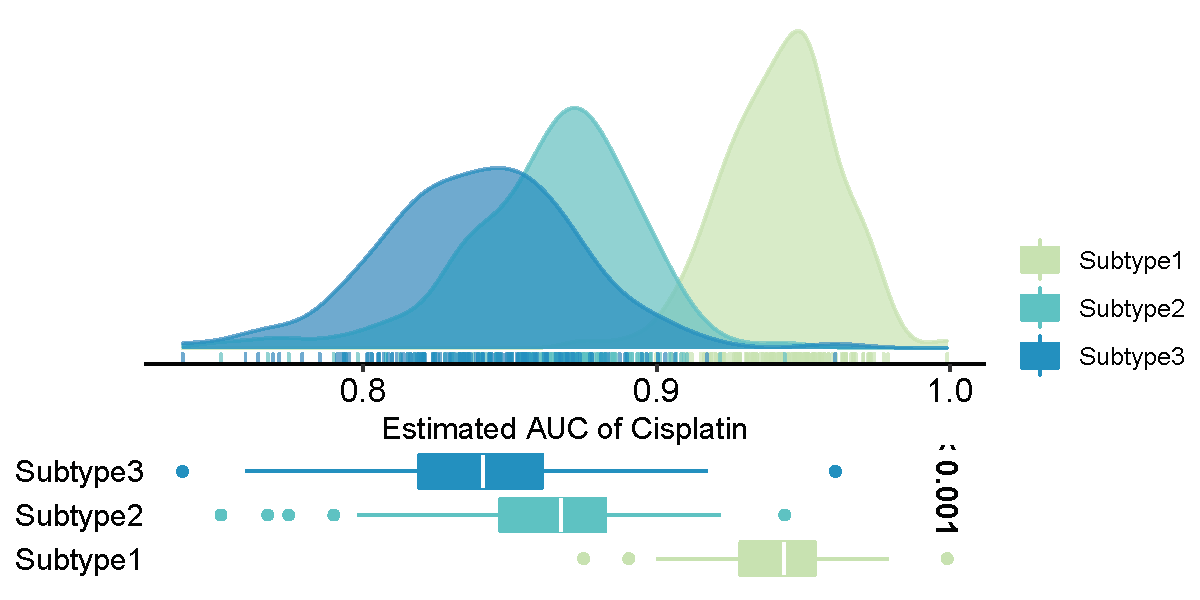 Subtype1
Subtype2
Subtype3
0.8 0.9 1.0
Estimated AUC of Cisplatin
Subtype3
Subtype2
Subtype1
< 0.001